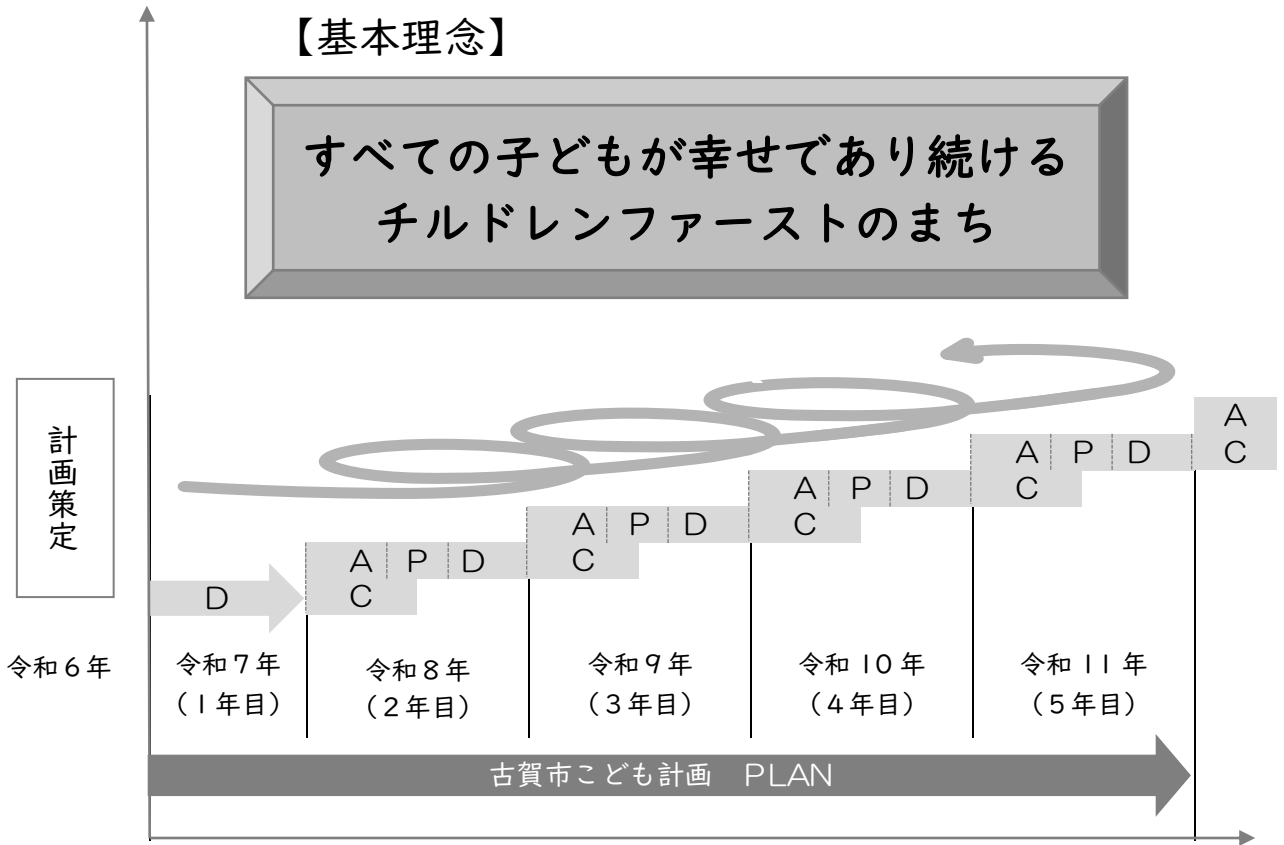 【基本理念】
すべての子どもが幸せであり続ける
チルドレンファーストのまち
計画策定
A
C
A P D
C
A P D
C
A P D
C
A P D
C
D
令和6年
令和7年
（1年目）
令和8年
（2年目）
令和9年
（3年目）
令和10年
（4年目）
令和11年
（5年目）
古賀市こども計画　PLAN